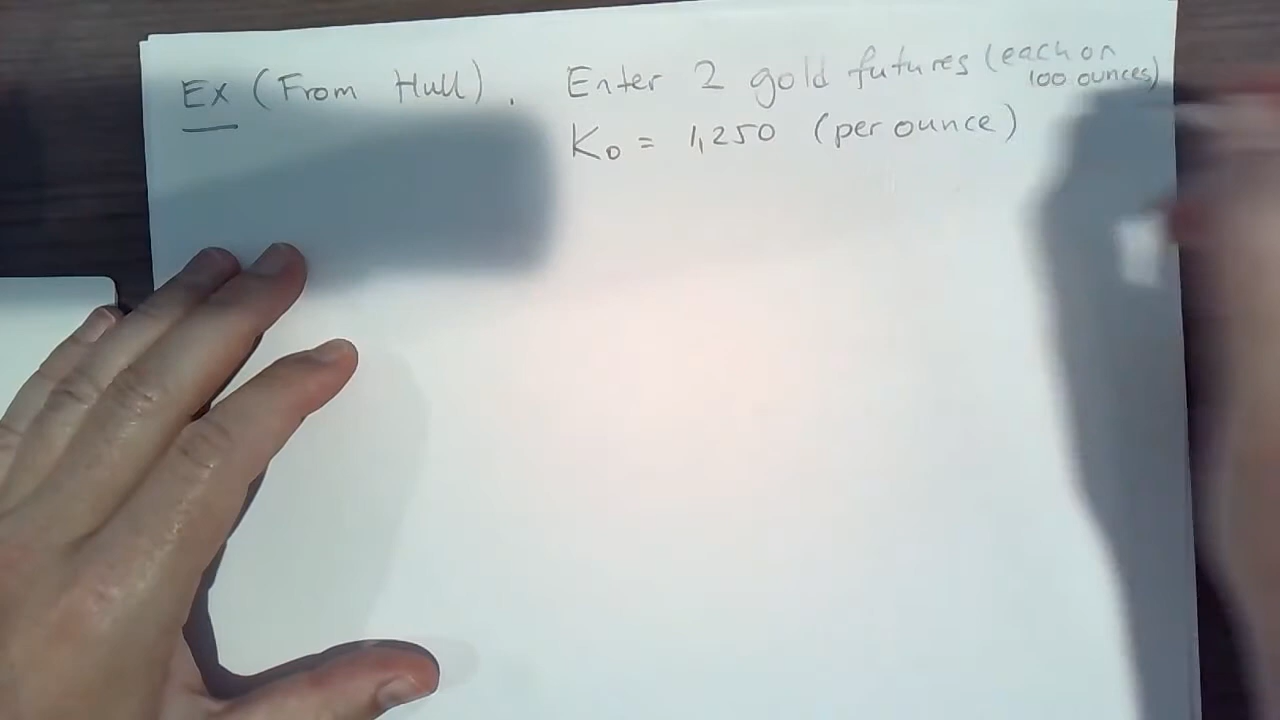 Ex (From Hull). Enter 2 gold futures (each on
100 ounces)
K0 = 1,250 (per ounce)